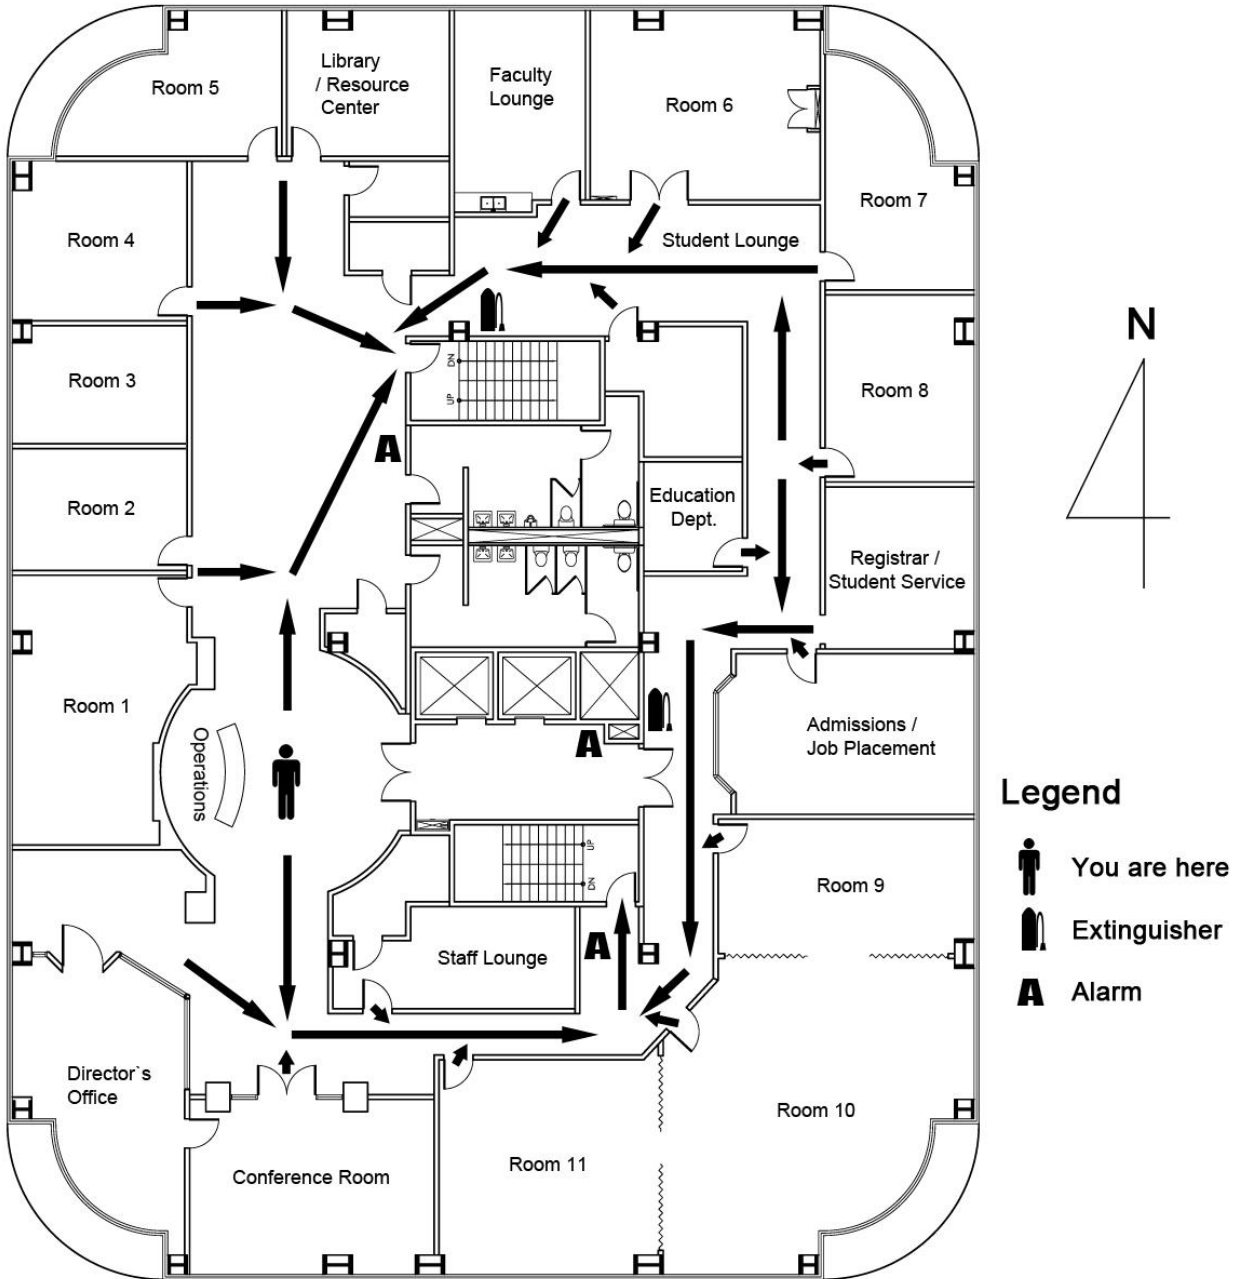 Room 5
Library
/ Resource
Center
Faculty
Lounge
Room 6
Room 7
Room 4
Student Lounge
N
Room 3
DN
UP
Room 8
A
Room 2
Education
Dept.
Registrar /
Student Service
Room 1
Operations
A
Admissions /
Job Placement
Legend
You are here
Extinguisher
A Alarm
UP
DN
Room 9
A
Staff Lounge
Director`s
Office
Room 10
Conference Room
Room 11